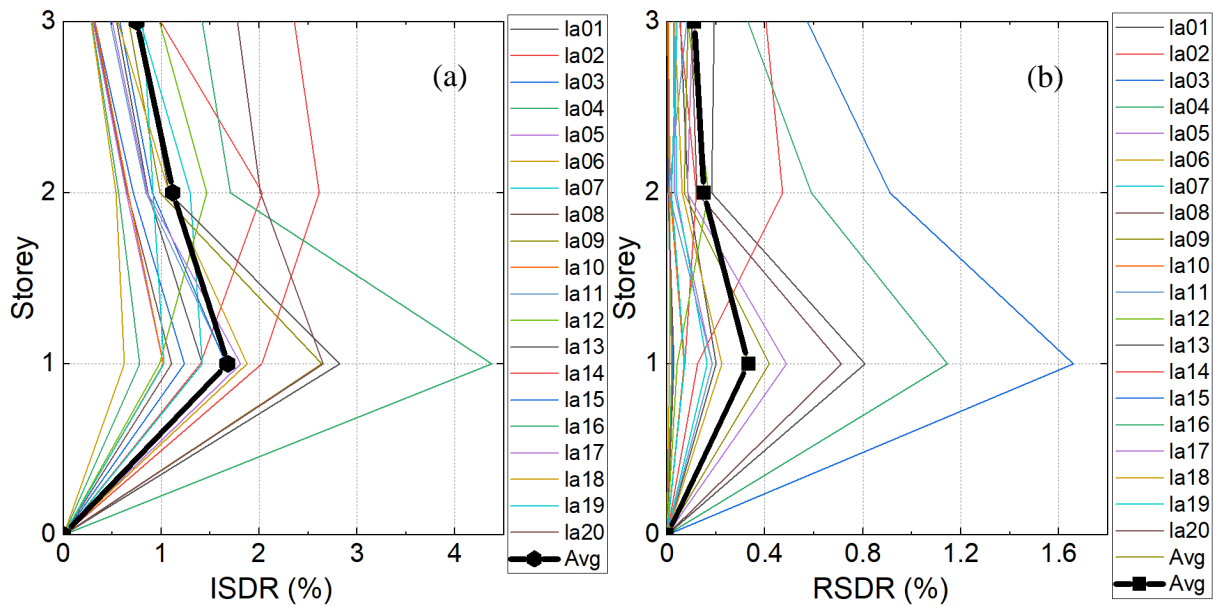 3
2
1
0
Storey
(a)
0
1
2
3
4
ISDR (%)
la01
la02
la03
la04
la05
la06
la07
la08
la09
la10
la11
la12
la13
la14
la15
la16
la17
la18
la19
la20
Avg
3
2
1
0
Storey
(b)
0
0.4
0.8
1.2
1.6
RSDR (%)
la01
la02
la03
la04
la05
la06
la07
la08
la09
la10
la11
la12
la13
la14
la15
la16
la17
la18
la19
la20
Avg
Avg